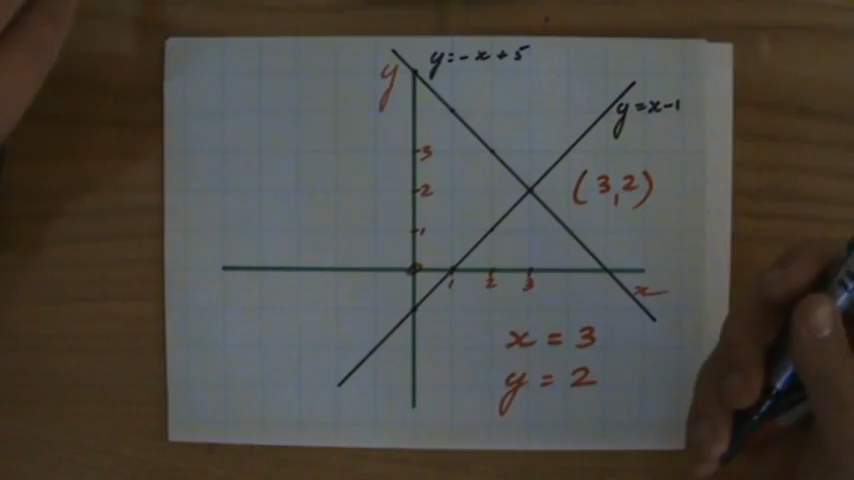 y=-x+5
y
y=x-1
3
(3,2)
2
1
0
1 2 3
x
x = 3
y = 2